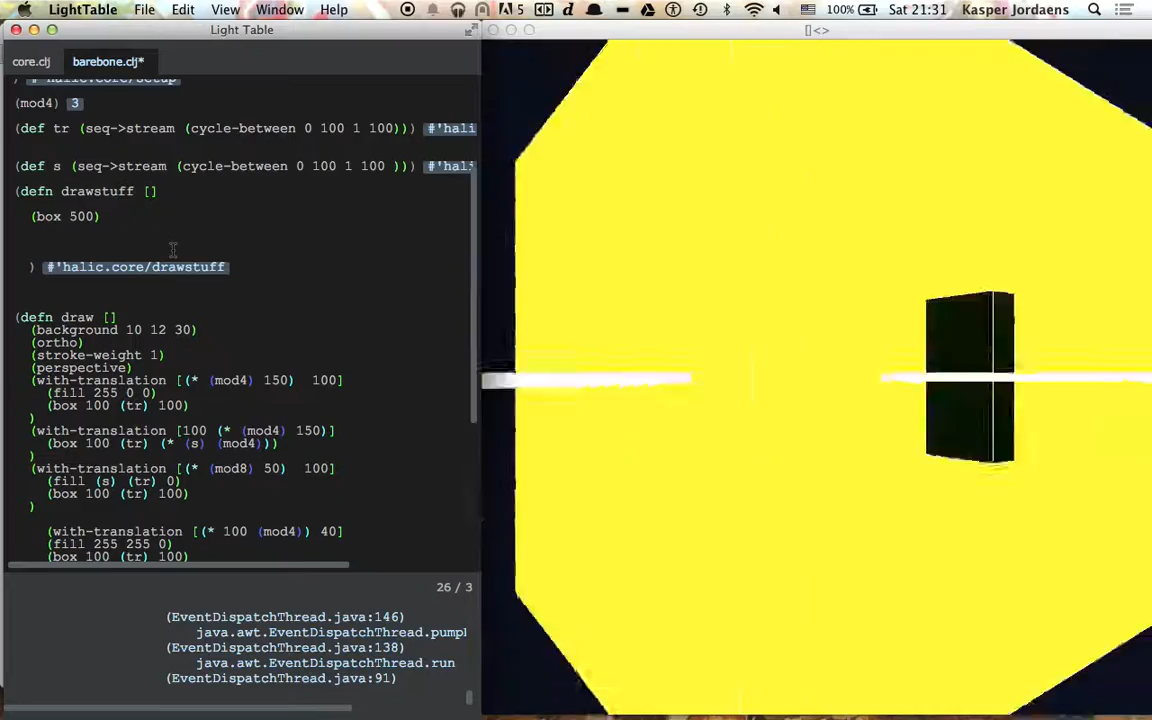 LightTable File Edit View Window Help 5 d 100% Sat 21:31 Kasper Jordaens
Light Table
[]<>
core.clj barebone.clj*
) #'halic.core/setup
(mod4) 3
(def tr (seq->stream (cycle-between 0 100 1 100))) #'hali
(def s (seq->stream (cycle-between 0 100 1 100 ))) #'hali
(defn drawstuff []
(box 500)
) #'halic.core/drawstuff
(defn draw []
(background 10 12 30)
(ortho)
(stroke-weight 1)
(perspective)
(with-translation [(* (mod4) 150)  100]
(fill 255 0 0)
(box 100 (tr) 100)
)
(with-translation [100 (* (mod4) 150)]
(box 100 (tr) (* (s) (mod4)))
)
(with-translation [(* (mod8) 50)  100]
(fill (s) (tr) 0)
(box 100 (tr) 100)
)
(with-translation [(* 100 (mod4)) 40]
(fill 255 255 0)
(box 100 (tr) 100)
26 / 3
(EventDispatchThread.java:146)
java.awt.EventDispatchThread.pumpl
(EventDispatchThread.java:138)
java.awt.EventDispatchThread.run
(EventDispatchThread.java:91)